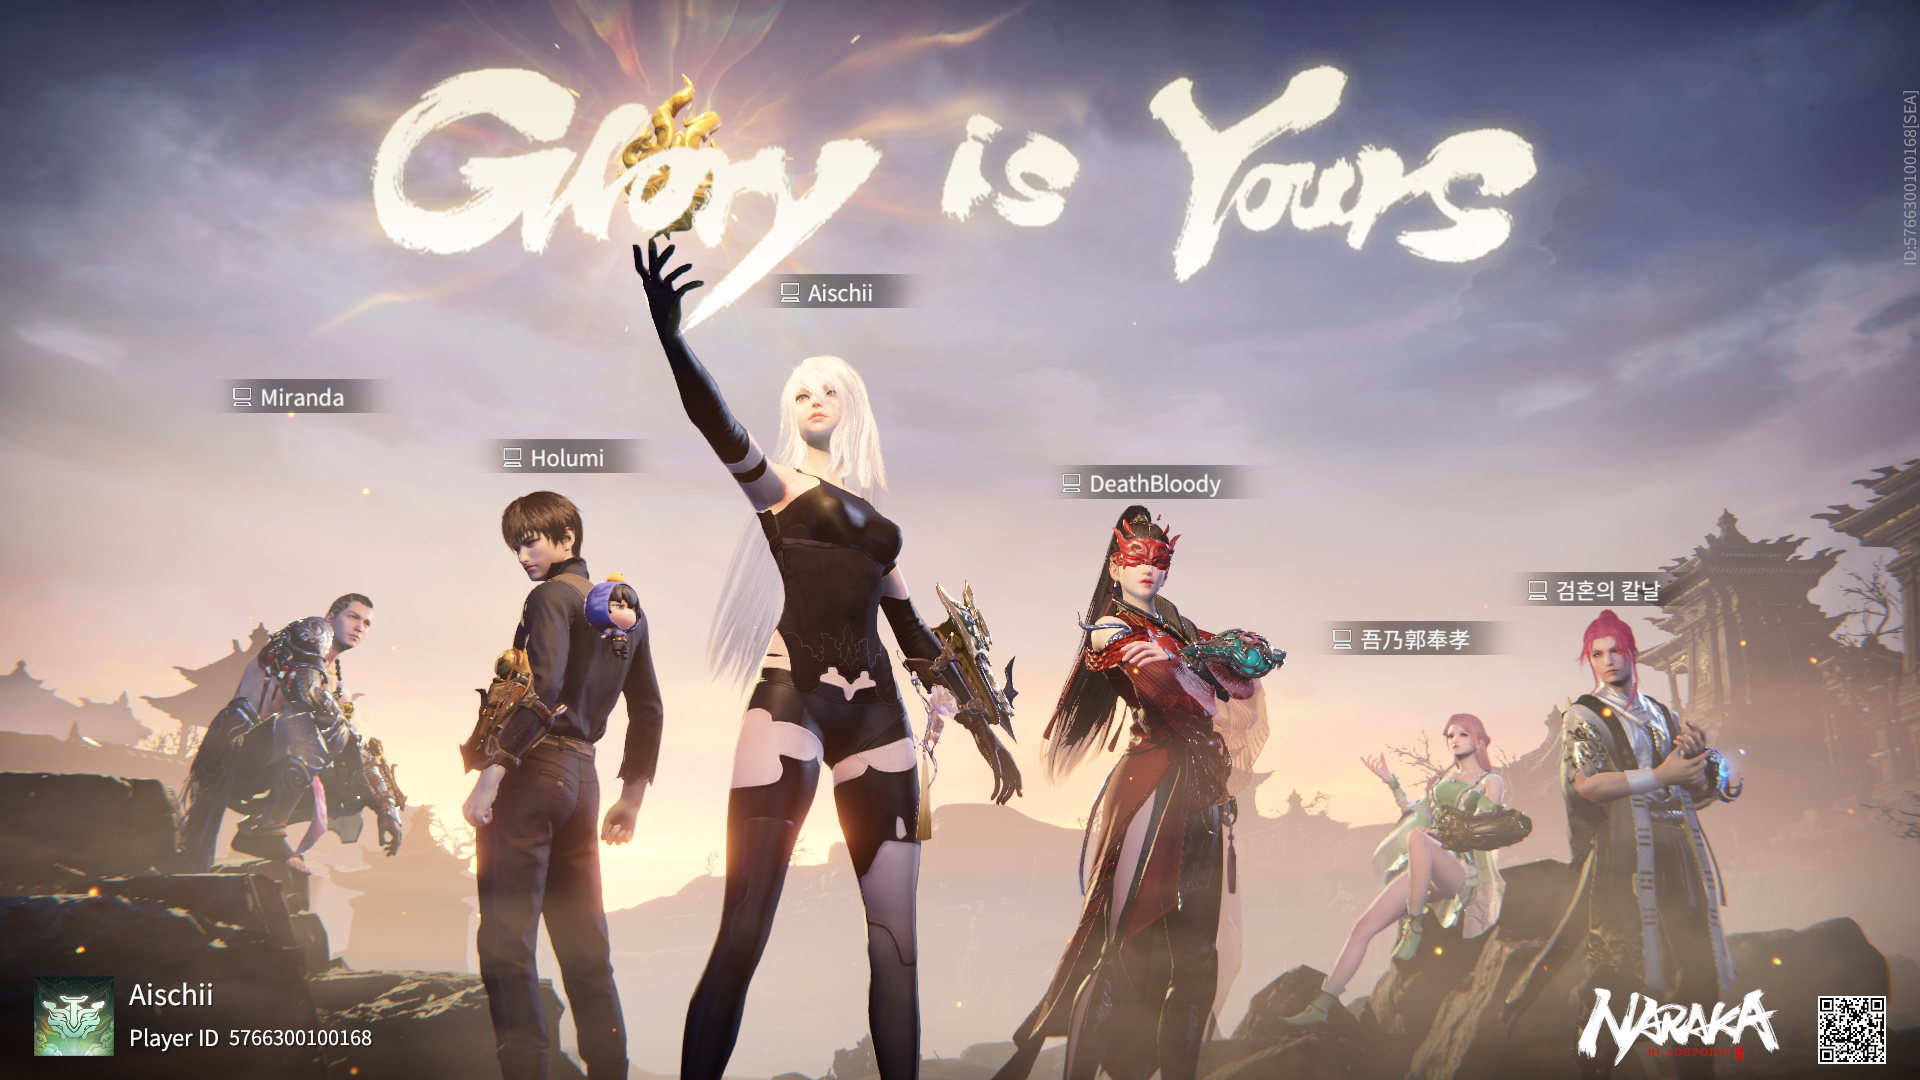 Glory is Yours
ID:5766300100168[SEA]
Aischii
Miranda
Holumi
DeathBloody
검혼의 칼날
吾乃郭奉孝
Aischii
Player ID 5766300100168
NARAKA
BLADEPOINT